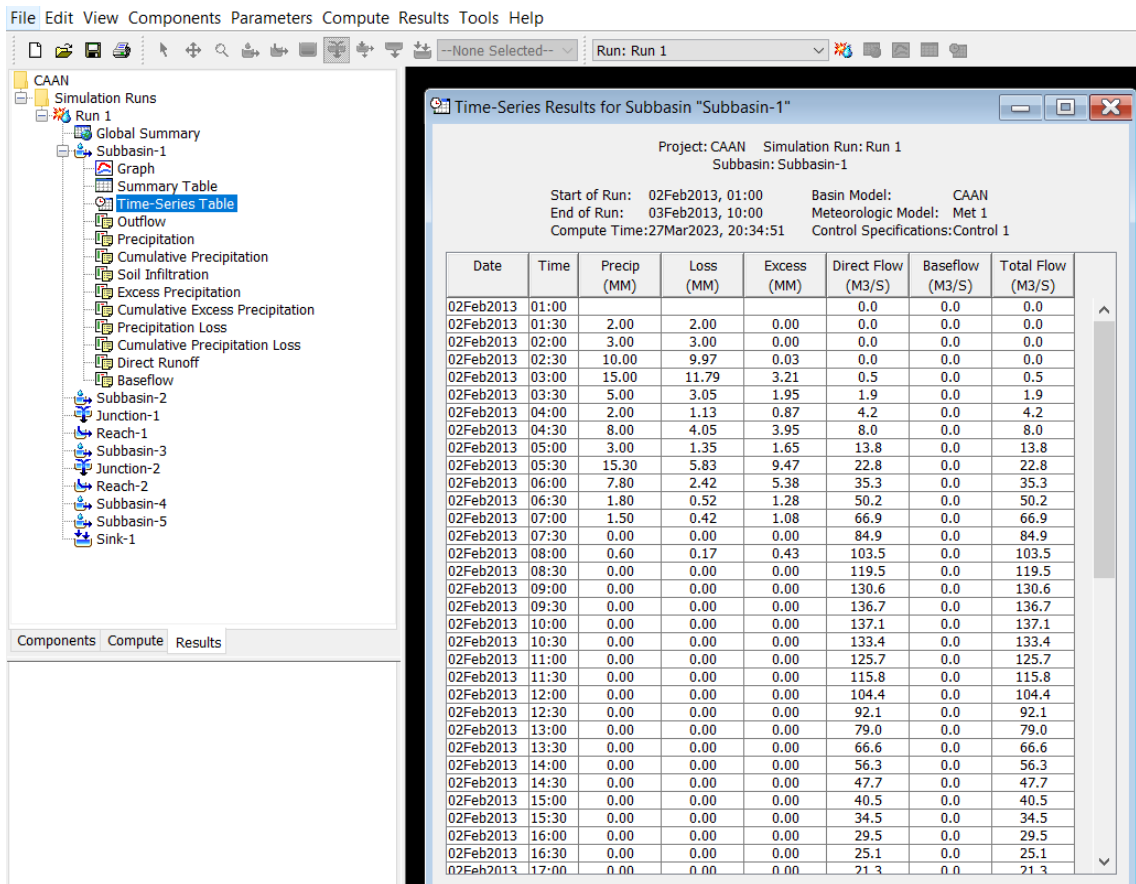 File Edit View Components Parameters Compute Results Tools Help
--None Selected-- Run: Run 1
CAAN
Simulation Runs
Run 1
Global Summary
Subbasin-1
Graph
Summary Table
Time-Series Table
Outflow
Precipitation
Cumulative Precipitation
Soil Infiltration
Excess Precipitation
Cumulative Excess Precipitation
Precipitation Loss
Cumulative Precipitation Loss
Direct Runoff
Baseflow
Subbasin-2
Junction-1
Reach-1
Subbasin-3
Junction-2
Reach-2
Subbasin-4
Subbasin-5
Sink-1
Components Compute Results
Time-Series Results for Subbasin "Subbasin-1"
Project: CAAN Simulation Run: Run 1
Subbasin: Subbasin-1
Start of Run: 02Feb2013, 01:00 Basin Model: CAAN
End of Run: 03Feb2013, 10:00 Meteorologic Model: Met 1
Compute Time:27Mar2023, 20:34:51 Control Specifications:Control 1
Date Time Precip Loss Excess Direct Flow Baseflow Total Flow
(MM) (MM) (MM) (M3/S) (M3/S) (M3/S)
02Feb2013 01:00 0.0 0.0 0.0
02Feb2013 01:30 2.00 2.00 0.00 0.0 0.0 0.0
02Feb2013 02:00 3.00 3.00 0.00 0.0 0.0 0.0
02Feb2013 02:30 10.00 9.97 0.03 0.0 0.0 0.0
02Feb2013 03:00 15.00 11.79 3.21 0.5 0.0 0.5
02Feb2013 03:30 5.00 3.05 1.95 1.9 0.0 1.9
02Feb2013 04:00 2.00 1.13 0.87 4.2 0.0 4.2
02Feb2013 04:30 8.00 4.05 3.95 8.0 0.0 8.0
02Feb2013 05:00 3.00 1.35 1.65 13.8 0.0 13.8
02Feb2013 05:30 15.30 5.83 9.47 22.8 0.0 22.8
02Feb2013 06:00 7.80 2.42 5.38 35.3 0.0 35.3
02Feb2013 06:30 1.80 0.52 1.28 50.2 0.0 50.2
02Feb2013 07:00 1.50 0.42 1.08 66.9 0.0 66.9
02Feb2013 07:30 0.00 0.00 0.00 84.9 0.0 84.9
02Feb2013 08:00 0.60 0.17 0.43 103.5 0.0 103.5
02Feb2013 08:30 0.00 0.00 0.00 119.5 0.0 119.5
02Feb2013 09:00 0.00 0.00 0.00 130.6 0.0 130.6
02Feb2013 09:30 0.00 0.00 0.00 136.7 0.0 136.7
02Feb2013 10:00 0.00 0.00 0.00 137.1 0.0 137.1
02Feb2013 10:30 0.00 0.00 0.00 133.4 0.0 133.4
02Feb2013 11:00 0.00 0.00 0.00 125.7 0.0 125.7
02Feb2013 11:30 0.00 0.00 0.00 115.8 0.0 115.8
02Feb2013 12:00 0.00 0.00 0.00 104.4 0.0 104.4
02Feb2013 12:30 0.00 0.00 0.00 92.1 0.0 92.1
02Feb2013 13:00 0.00 0.00 0.00 79.0 0.0 79.0
02Feb2013 13:30 0.00 0.00 0.00 66.6 0.0 66.6
02Feb2013 14:00 0.00 0.00 0.00 56.3 0.0 56.3
02Feb2013 14:30 0.00 0.00 0.00 47.7 0.0 47.7
02Feb2013 15:00 0.00 0.00 0.00 40.5 0.0 40.5
02Feb2013 15:30 0.00 0.00 0.00 34.5 0.0 34.5
02Feb2013 16:00 0.00 0.00 0.00 29.5 0.0 29.5
02Feb2013 16:30 0.00 0.00 0.00 25.1 0.0 25.1
02Feb2013 17:00 0.00 0.00 0.00 21.3 0.0 21.3